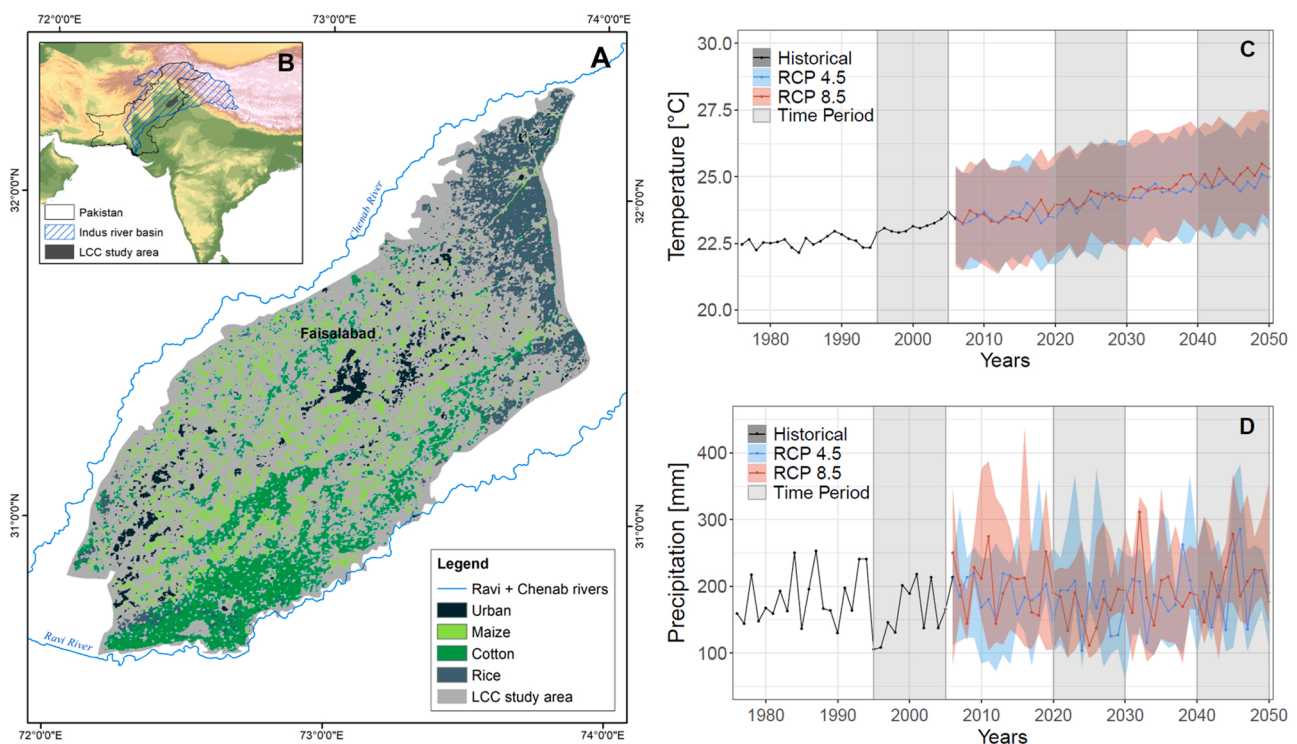 72°0'0"E
73°0'0"E
74°0'0"E
A
B
Pakistan
Indus river basin
LCC study area
32°0'0"N
32°0'0"N
31°0'0"N
31°0'0"N
Chenab River
Faisalabad
Ravi River
Legend
Ravi + Chenab rivers
Urban
Maize
Cotton
Rice
LCC study area
72°0'0"E
73°0'0"E
74°0'0"E
C
Historical
RCP 4.5
RCP 8.5
Time Period
Temperature [°C]
30.0
27.5
25.0
22.5
20.0
1980 1990 2000 2010 2020 2030 2040 2050
Years
D
Historical
RCP 4.5
RCP 8.5
Time Period
Precipitation [mm]
400
300
200
100
1980 1990 2000 2010 2020 2030 2040 2050
Years